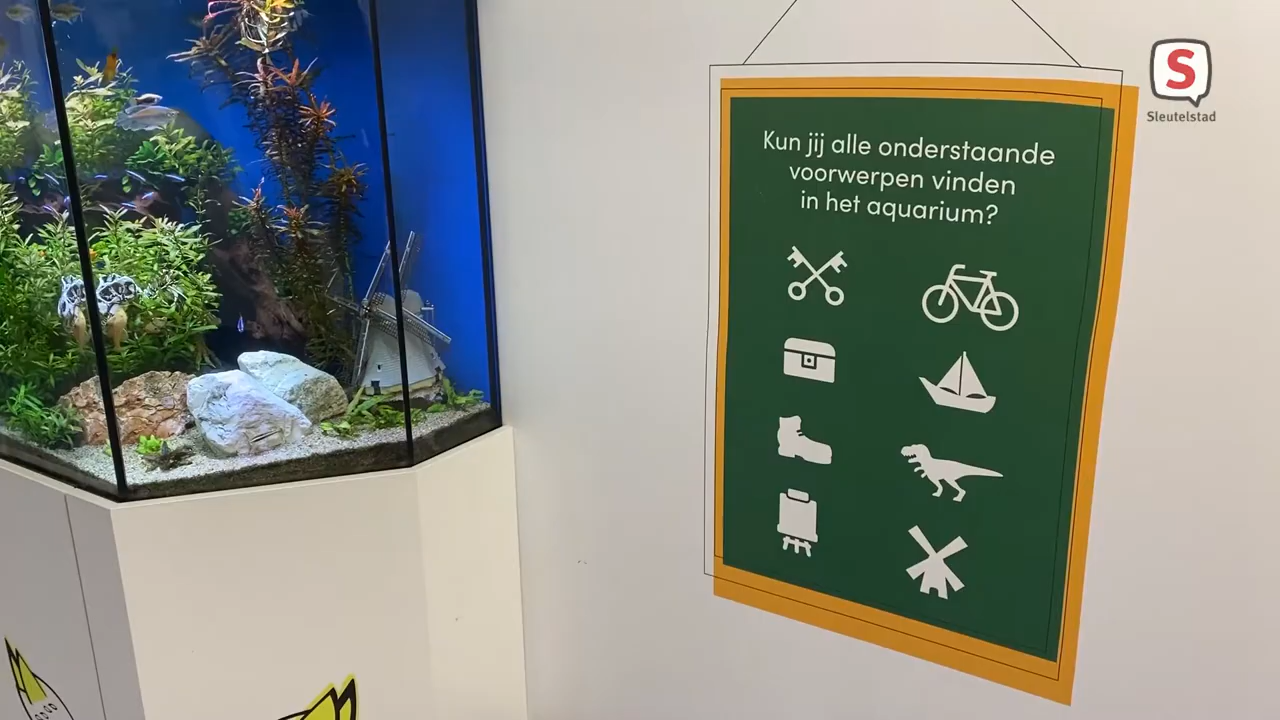 S
Sleutelstad
Kun jij alle onderstaande
voorwerpen vinden
in het aquarium?